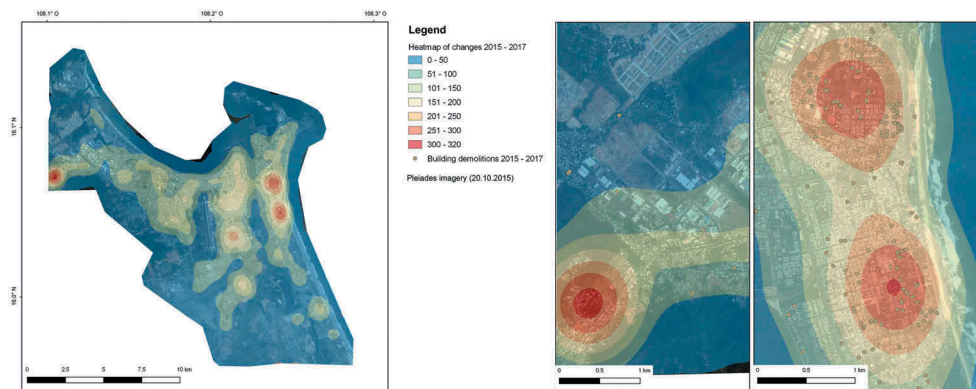 108.1° O
108.2° O
108.3° O
16.1° N
16.0° N
0 2.5 5 7.5 10 km
Legend
Heatmap of changes 2015 - 2017
0 - 50
51 - 100
101 - 150
151 - 200
201 - 250
251 - 300
300 - 320
Building demolitions 2015 - 2017
Pleiades imagery (20.10.2015)
0 0.5 1 km
0 0.5 1 km